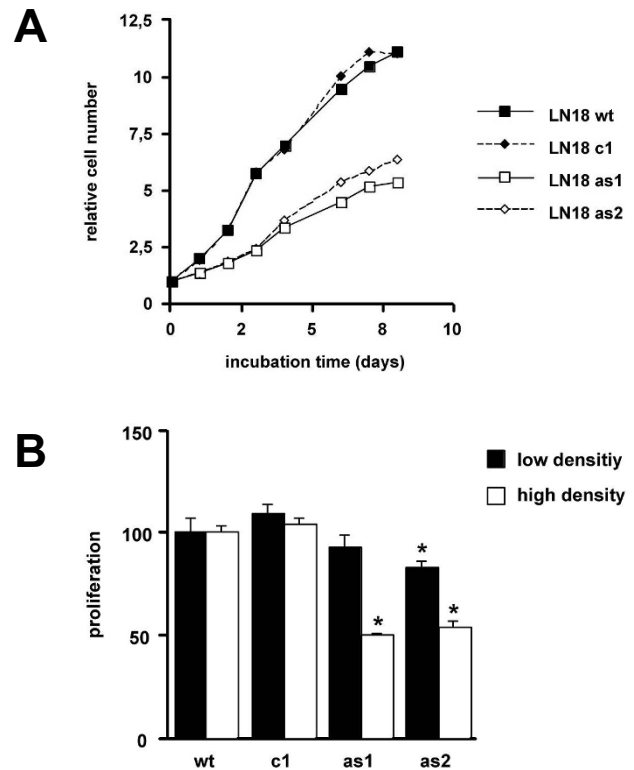 A
12,5
10
7,5
5
2,5
0
relative cell number
0
2
5
8
10
incubation time (days)
LN18 wt
LN18 c1
LN18 as1
LN18 as2
B
150
100
50
0
proliferation
*
*
*
wt c1 as1 as2
low densitiy
high density